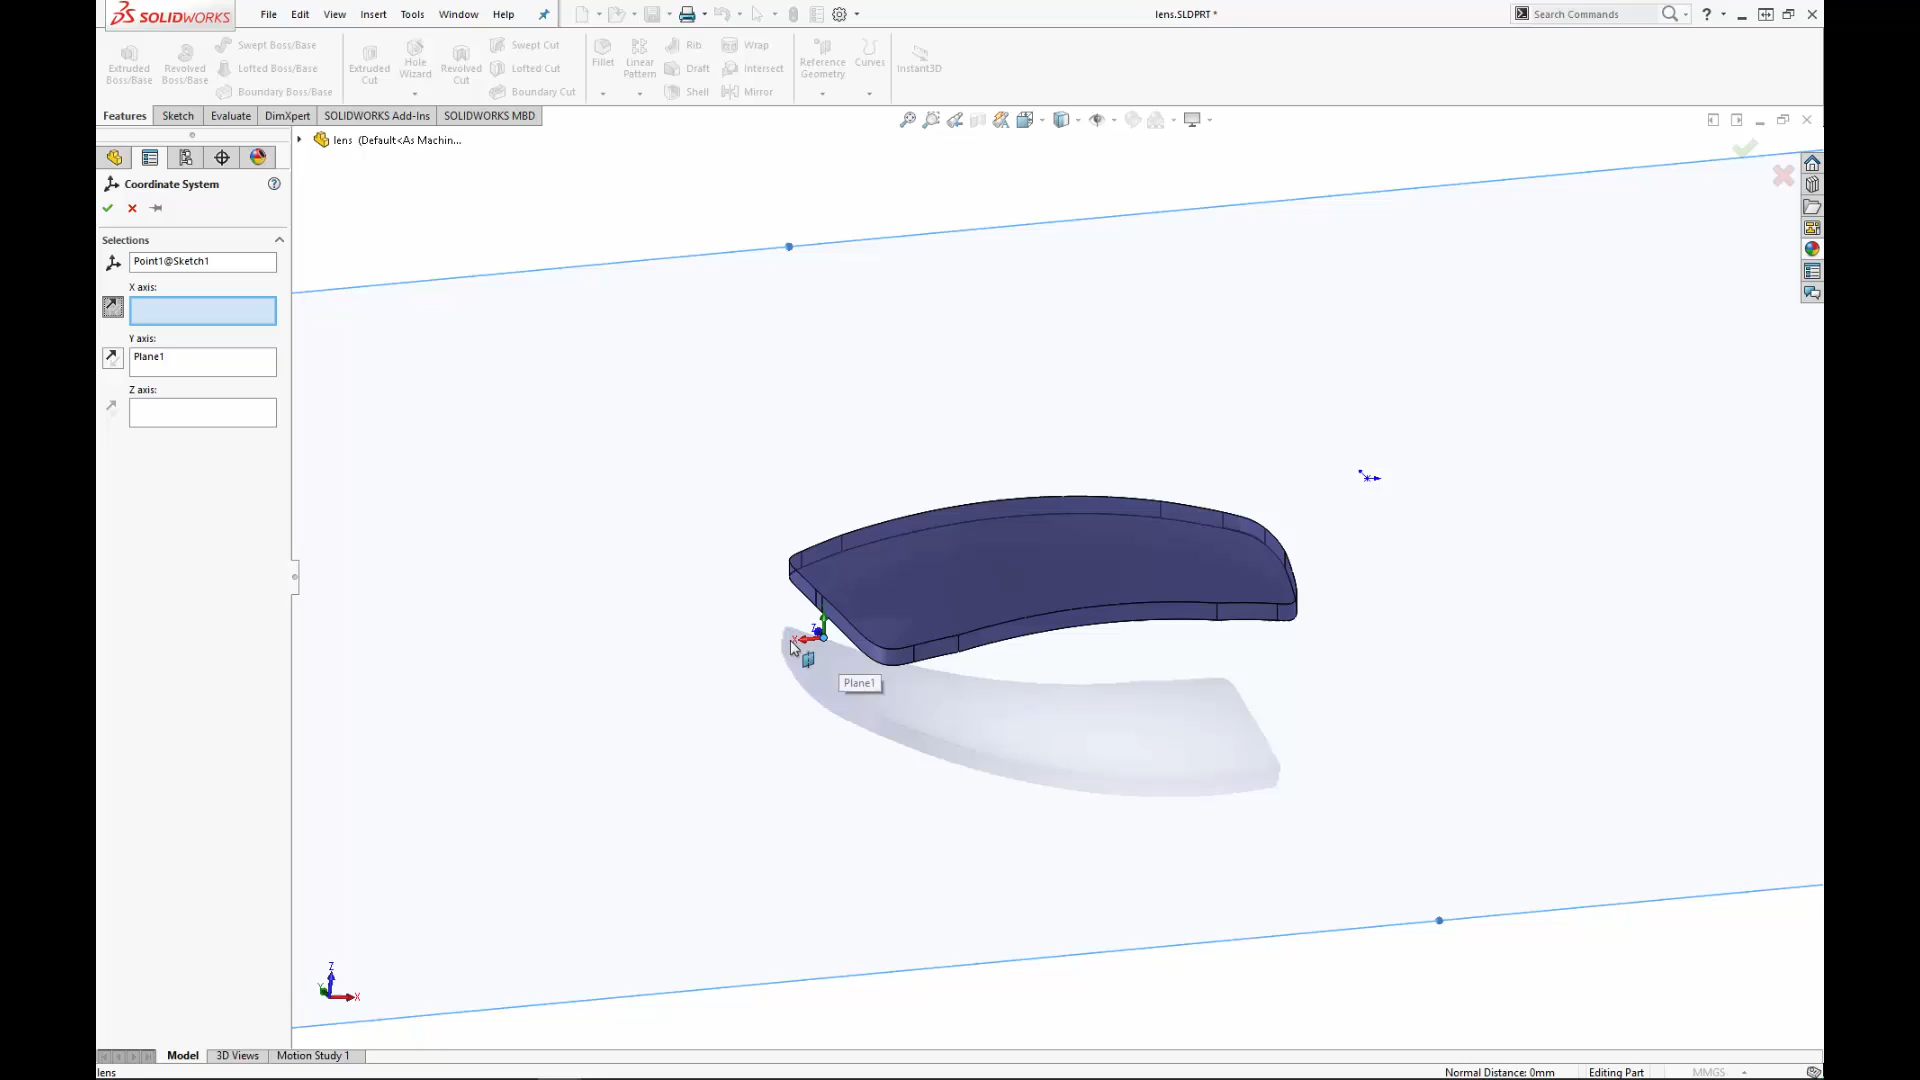 SOLIDWORKS
File Edit View Insert Tools Window Help
lens.SLDPRT *
Search Commands
Extruded Boss/Base
Revolved Boss/Base
Swept Boss/Base
Lofted Boss/Base
Boundary Boss/Base
Extruded Cut
Hole Wizard
Revolved Cut
Swept Cut
Lofted Cut
Boundary Cut
Fillet
Linear Pattern
Rib
Draft
Shell
Wrap
Intersect
Mirror
Reference Geometry
Curves
Instant3D
Features Sketch Evaluate DimXpert SOLIDWORKS Add-Ins SOLIDWORKS MBD
lens (Default<As Machin...
Coordinate System
Selections
Point1@Sketch1
X axis:
Y axis:
Plane1
Z axis:
Z
X
Plane1
Z
Y
X
Model 3D Views Motion Study 1
lens
Normal Distance: 0mm Editing Part MMGS